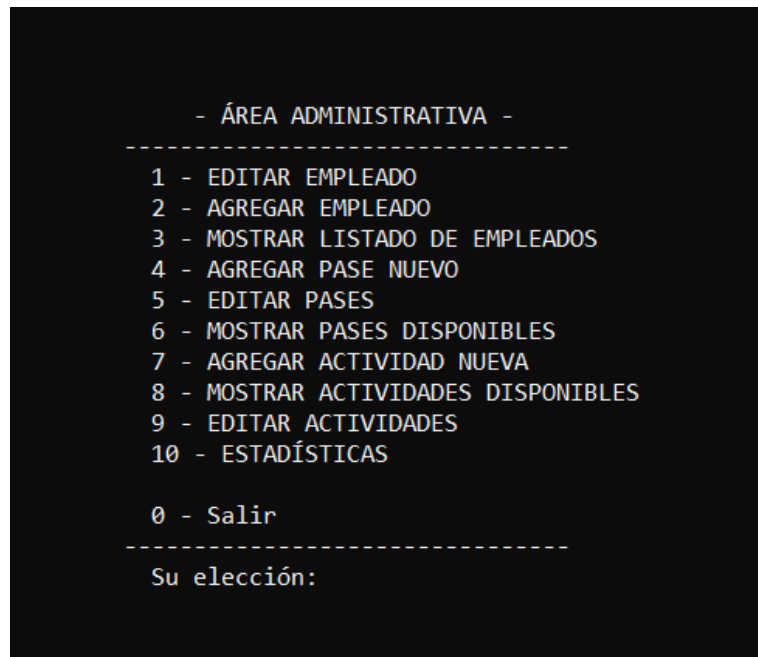 - ÁREA ADMINISTRATIVA -
--------------------------------
1 - EDITAR EMPLEADO
2 - AGREGAR EMPLEADO
3 - MOSTRAR LISTADO DE EMPLEADOS
4 - AGREGAR PASE NUEVO
5 - EDITAR PASES
6 - MOSTRAR PASES DISPONIBLES
7 - AGREGAR ACTIVIDAD NUEVA
8 - MOSTRAR ACTIVIDADES DISPONIBLES
9 - EDITAR ACTIVIDADES
10 - ESTADÍSTICAS
0 - Salir
--------------------------------
Su elección: